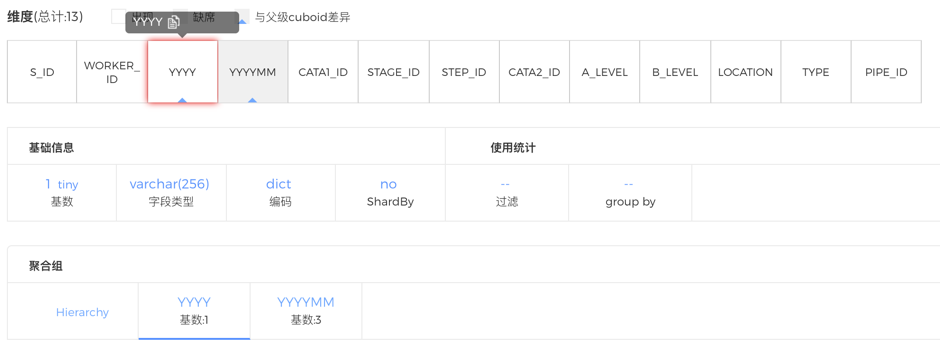 维度(总计:13) 出现 缺席 与父级cuboid差异
YYYY
S_ID WORKER_ID YYYY YYYYMM CATA1_ID STAGE_ID STEP_ID CATA2_ID A_LEVEL B_LEVEL LOCATION TYPE PIPE_ID
基础信息 使用统计
1 tiny varchar(256) dict no -- --
基数 字段类型 编码 ShardBy 过滤 group by
聚合组
Hierarchy YYYY YYYYMM
基数:1 基数:3